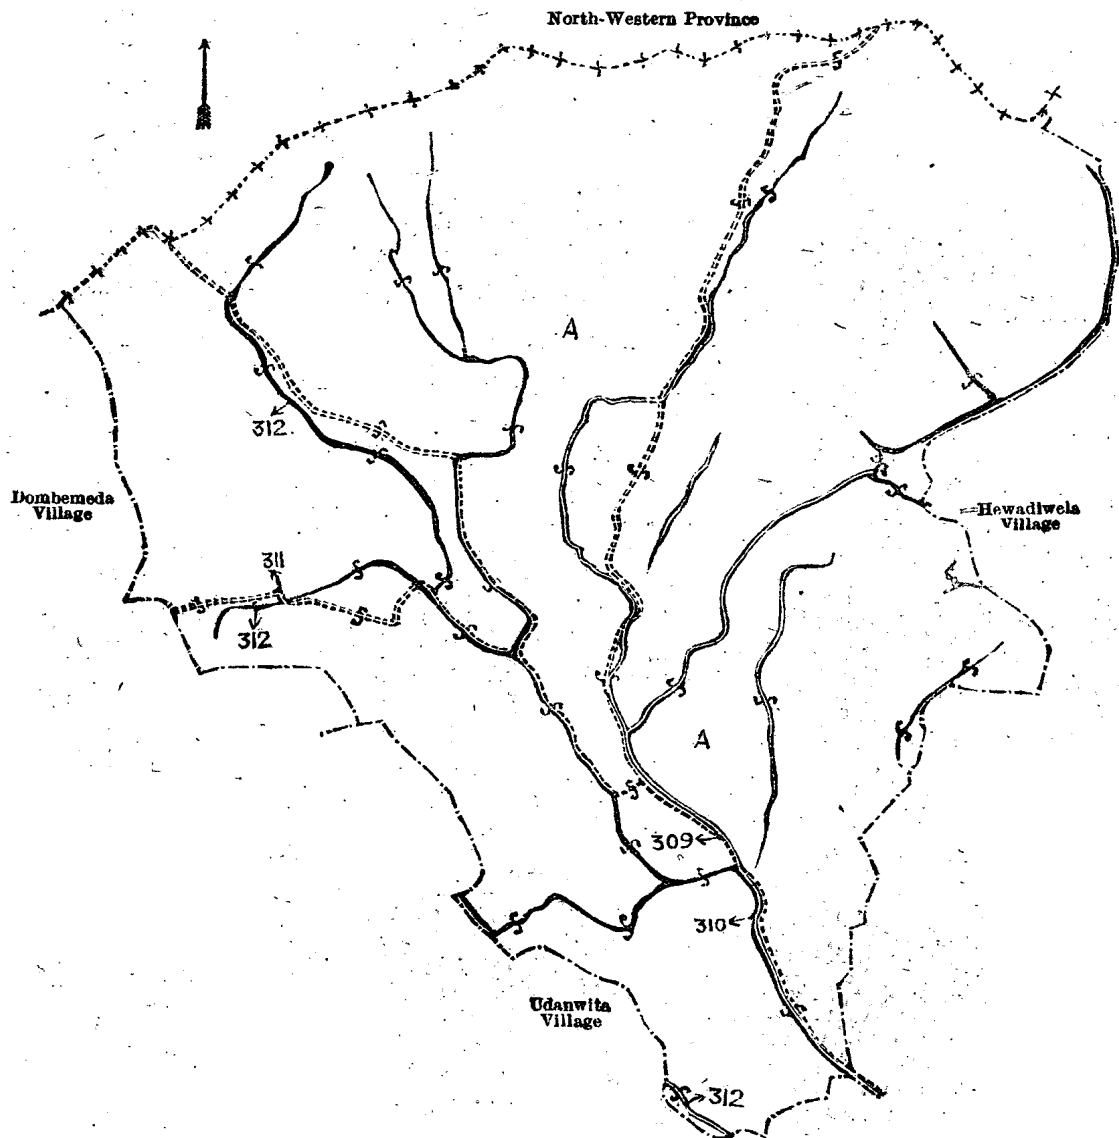 North-Western Province
A
312
Dombemeda
Village
Hewadiwela
Village
311
312
A
309
310
Udanwita
Village
312